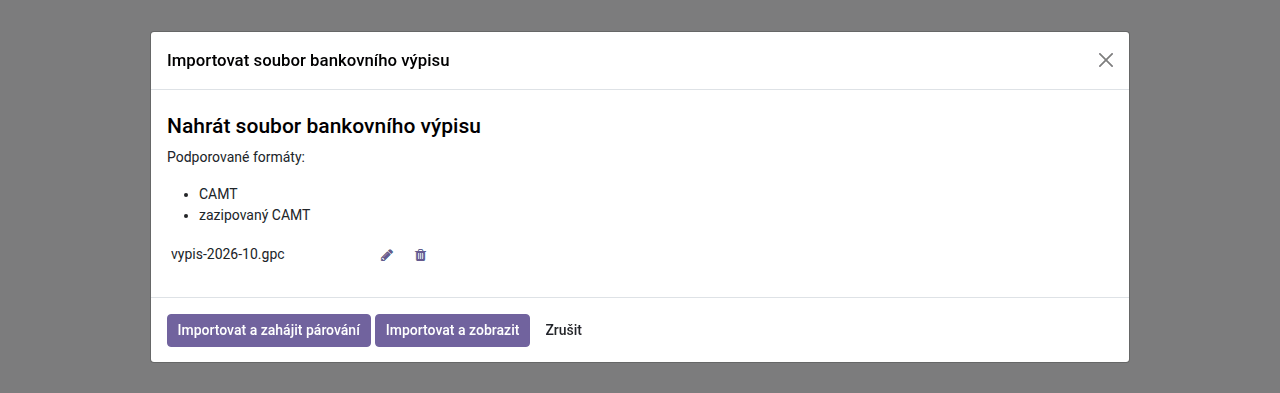 Importovat soubor bankovního výpisu
Nahrát soubor bankovního výpisu
Podporované formáty:
CAMT
zazipovaný CAMT
vypis-2026-10.gpc
Importovat a zahájit párování Importovat a zobrazit Zrušit